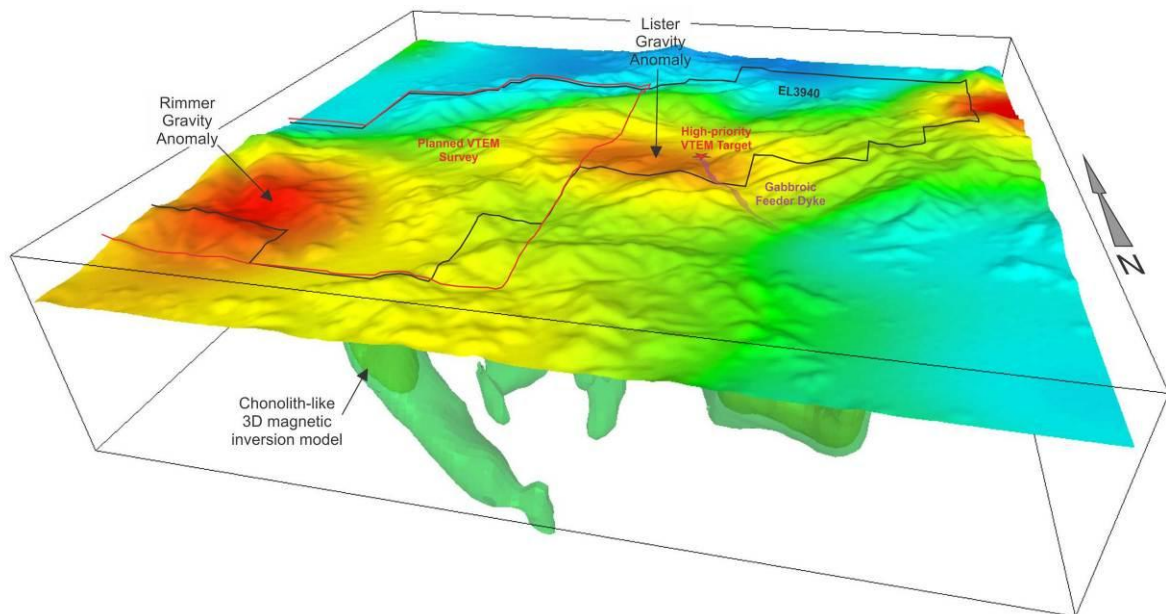 Lister
Gravity
Anomaly
Rimmer
Gravity
Anomaly
EL3940
Planned VTEM
Survey
High-priority
VTEM Target
Gabbroic
Feeder Dyke
N
Chonolith-like
3D magnetic
inversion model